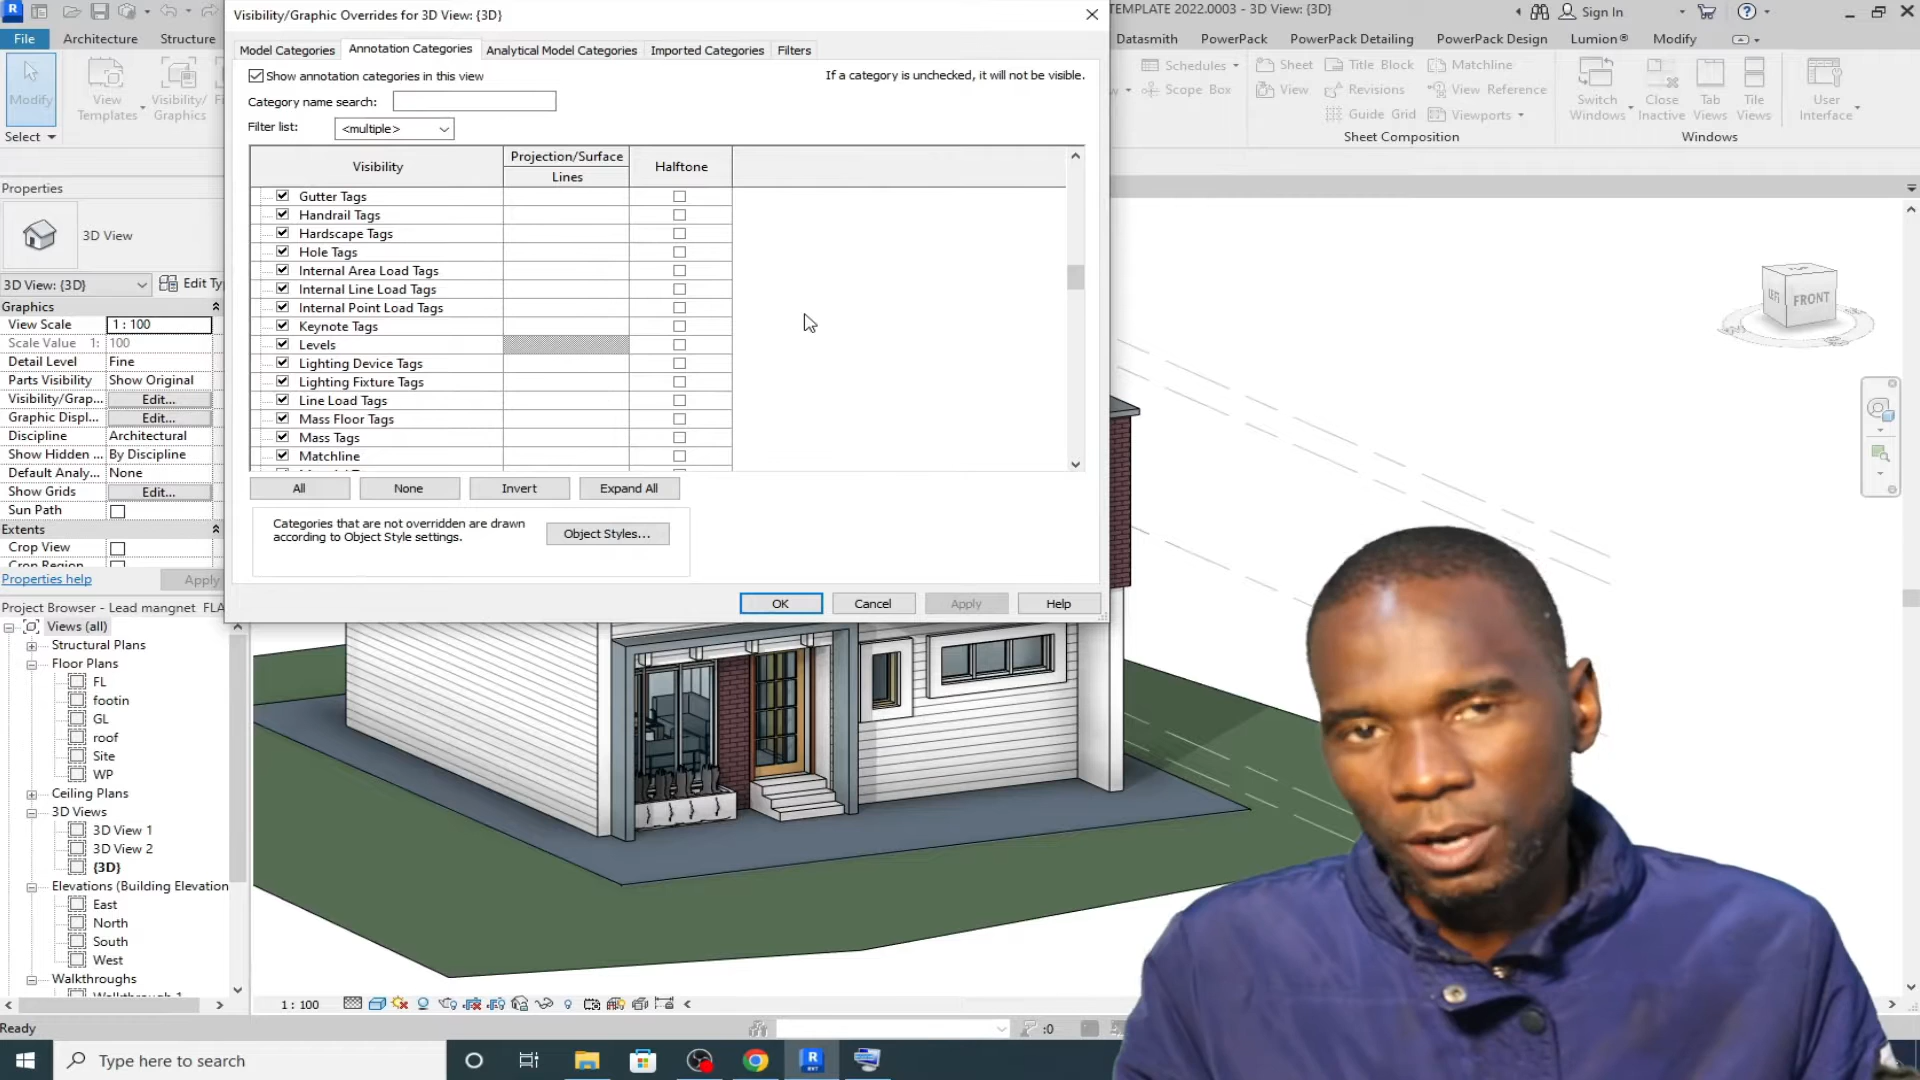 Visibility/Graphic Overrides for 3D View: {3D}
TEMPLATE 2022.0003 - 3D View: {3D}
Sign In
File
Architecture
Structure
Datasmith
PowerPack
PowerPack Detailing
PowerPack Design
Lumion®
Modify
Model Categories
Annotation Categories
Analytical Model Categories
Imported Categories
Filters
Show annotation categories in this view
If a category is unchecked, it will not be visible.
Category name search:
Filter list:
<multiple>
Modify
View
Templates
Visibility/
Graphics
Select
Schedules
Scope Box
Sheet
View
Title Block
Revisions
Guide Grid
Matchline
View Reference
Viewports
Sheet Composition
Switch
Windows
Close
Inactive
Tab
Views
Tile
Views
Windows
User
Interface
Visibility
Projection/Surface
Lines
Halftone
Gutter Tags
Handrail Tags
Hardscape Tags
Hole Tags
Internal Area Load Tags
Internal Line Load Tags
Internal Point Load Tags
Keynote Tags
Levels
Lighting Device Tags
Lighting Fixture Tags
Line Load Tags
Mass Floor Tags
Mass Tags
Matchline
All
None
Invert
Expand All
Categories that are not overridden are drawn
according to Object Style settings.
Object Styles...
OK
Cancel
Apply
Help
Properties
3D View
3D View: {3D}
Edit Ty
Graphics
View Scale
1 : 100
Scale Value 1:
100
Detail Level
Fine
Parts Visibility
Show Original
Visibility/Grap...
Edit...
Graphic Displ...
Edit...
Discipline
Architectural
Show Hidden ...
By Discipline
Default Analy...
None
Show Grids
Edit...
Sun Path
Extents
Crop View
Properties help
Apply
Project Browser - Lead mangnet FLA
Views (all)
Structural Plans
Floor Plans
FL
footin
GL
roof
Site
WP
Ceiling Plans
3D Views
3D View 1
3D View 2
{3D}
Elevations (Building Elevation
East
North
South
West
Walkthroughs
FRONT
1 : 100
Ready
:0
Type here to search